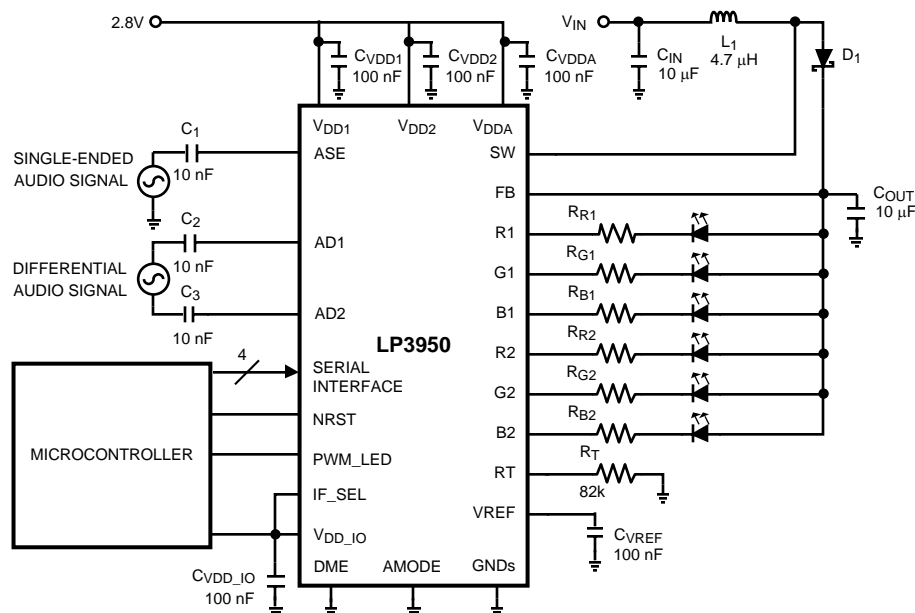 2.8V
VIN
CVDD1
100 nF
CVDD2
100 nF
CVDDA
100 nF
CIN
10 µF
L1
4.7 µH
D1
VDD1
VDD2
VDDA
C1
10 nF
SINGLE-ENDED
AUDIO SIGNAL
ASE
SW
FB
COUT
10 µF
C2
10 nF
DIFFERENTIAL
AUDIO SIGNAL
C3
10 nF
AD1
AD2
R1
RR1
G1
RG1
B1
RB1
LP3950
R2
RR2
G2
RG2
B2
RB2
4
SERIAL
INTERFACE
NRST
MICROCONTROLLER
PWM_LED
IF_SEL
VDD_IO
RT
RT
82k
VREF
CVREF
100 nF
CVDD_IO
100 nF
DME
AMODE
GNDs